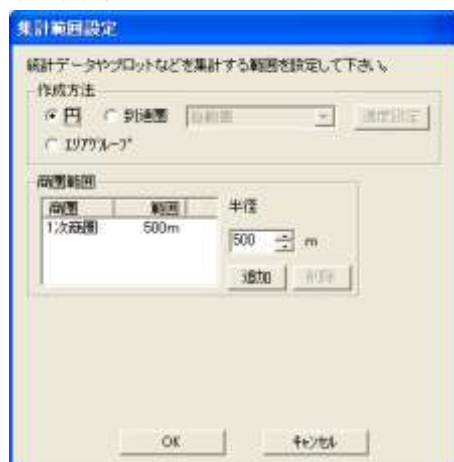 集計範囲設定
統計データやプロットなどを集計する範囲を設定して下さい。
作成方法
円 到達圏 自動車 速度設定
ｴﾘｱｸﾞﾙｰﾌﾟ
商圏範囲
商圏 範囲 半径
1次商圏 500m
500 m
追加 削除
OK ｷｬﾝｾﾙ